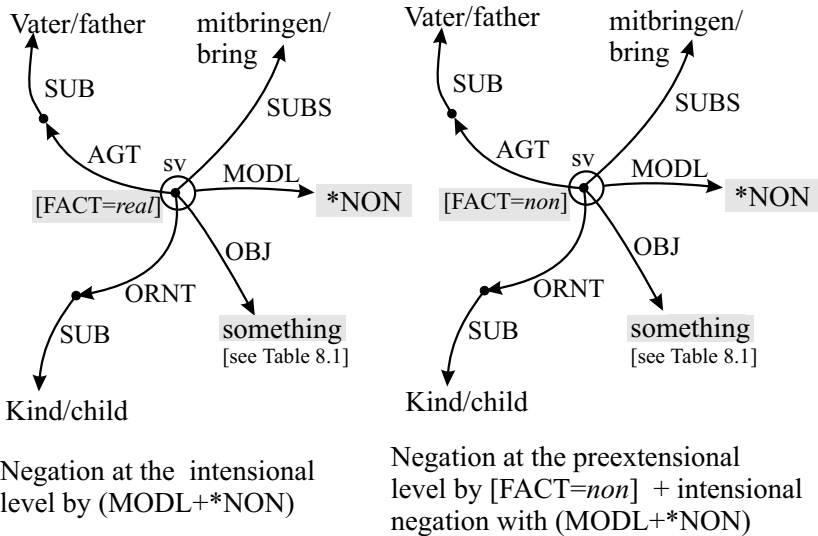 Vater/father
mitbringen/
bring
SUB
SUBS
AGT
sv
MODL
[FACT=real]
*NON
OBJ
ORNT
SUB
something
[see Table 8.1]
Kind/child
Negation at the intensional
level by (MODL+*NON)
Vater/father
mitbringen/
bring
SUB
SUBS
AGT
sv
MODL
[FACT=non]
*NON
OBJ
ORNT
SUB
something
[see Table 8.1]
Kind/child
Negation at the preextensional
level by [FACT=non] + intensional
negation with (MODL+*NON)